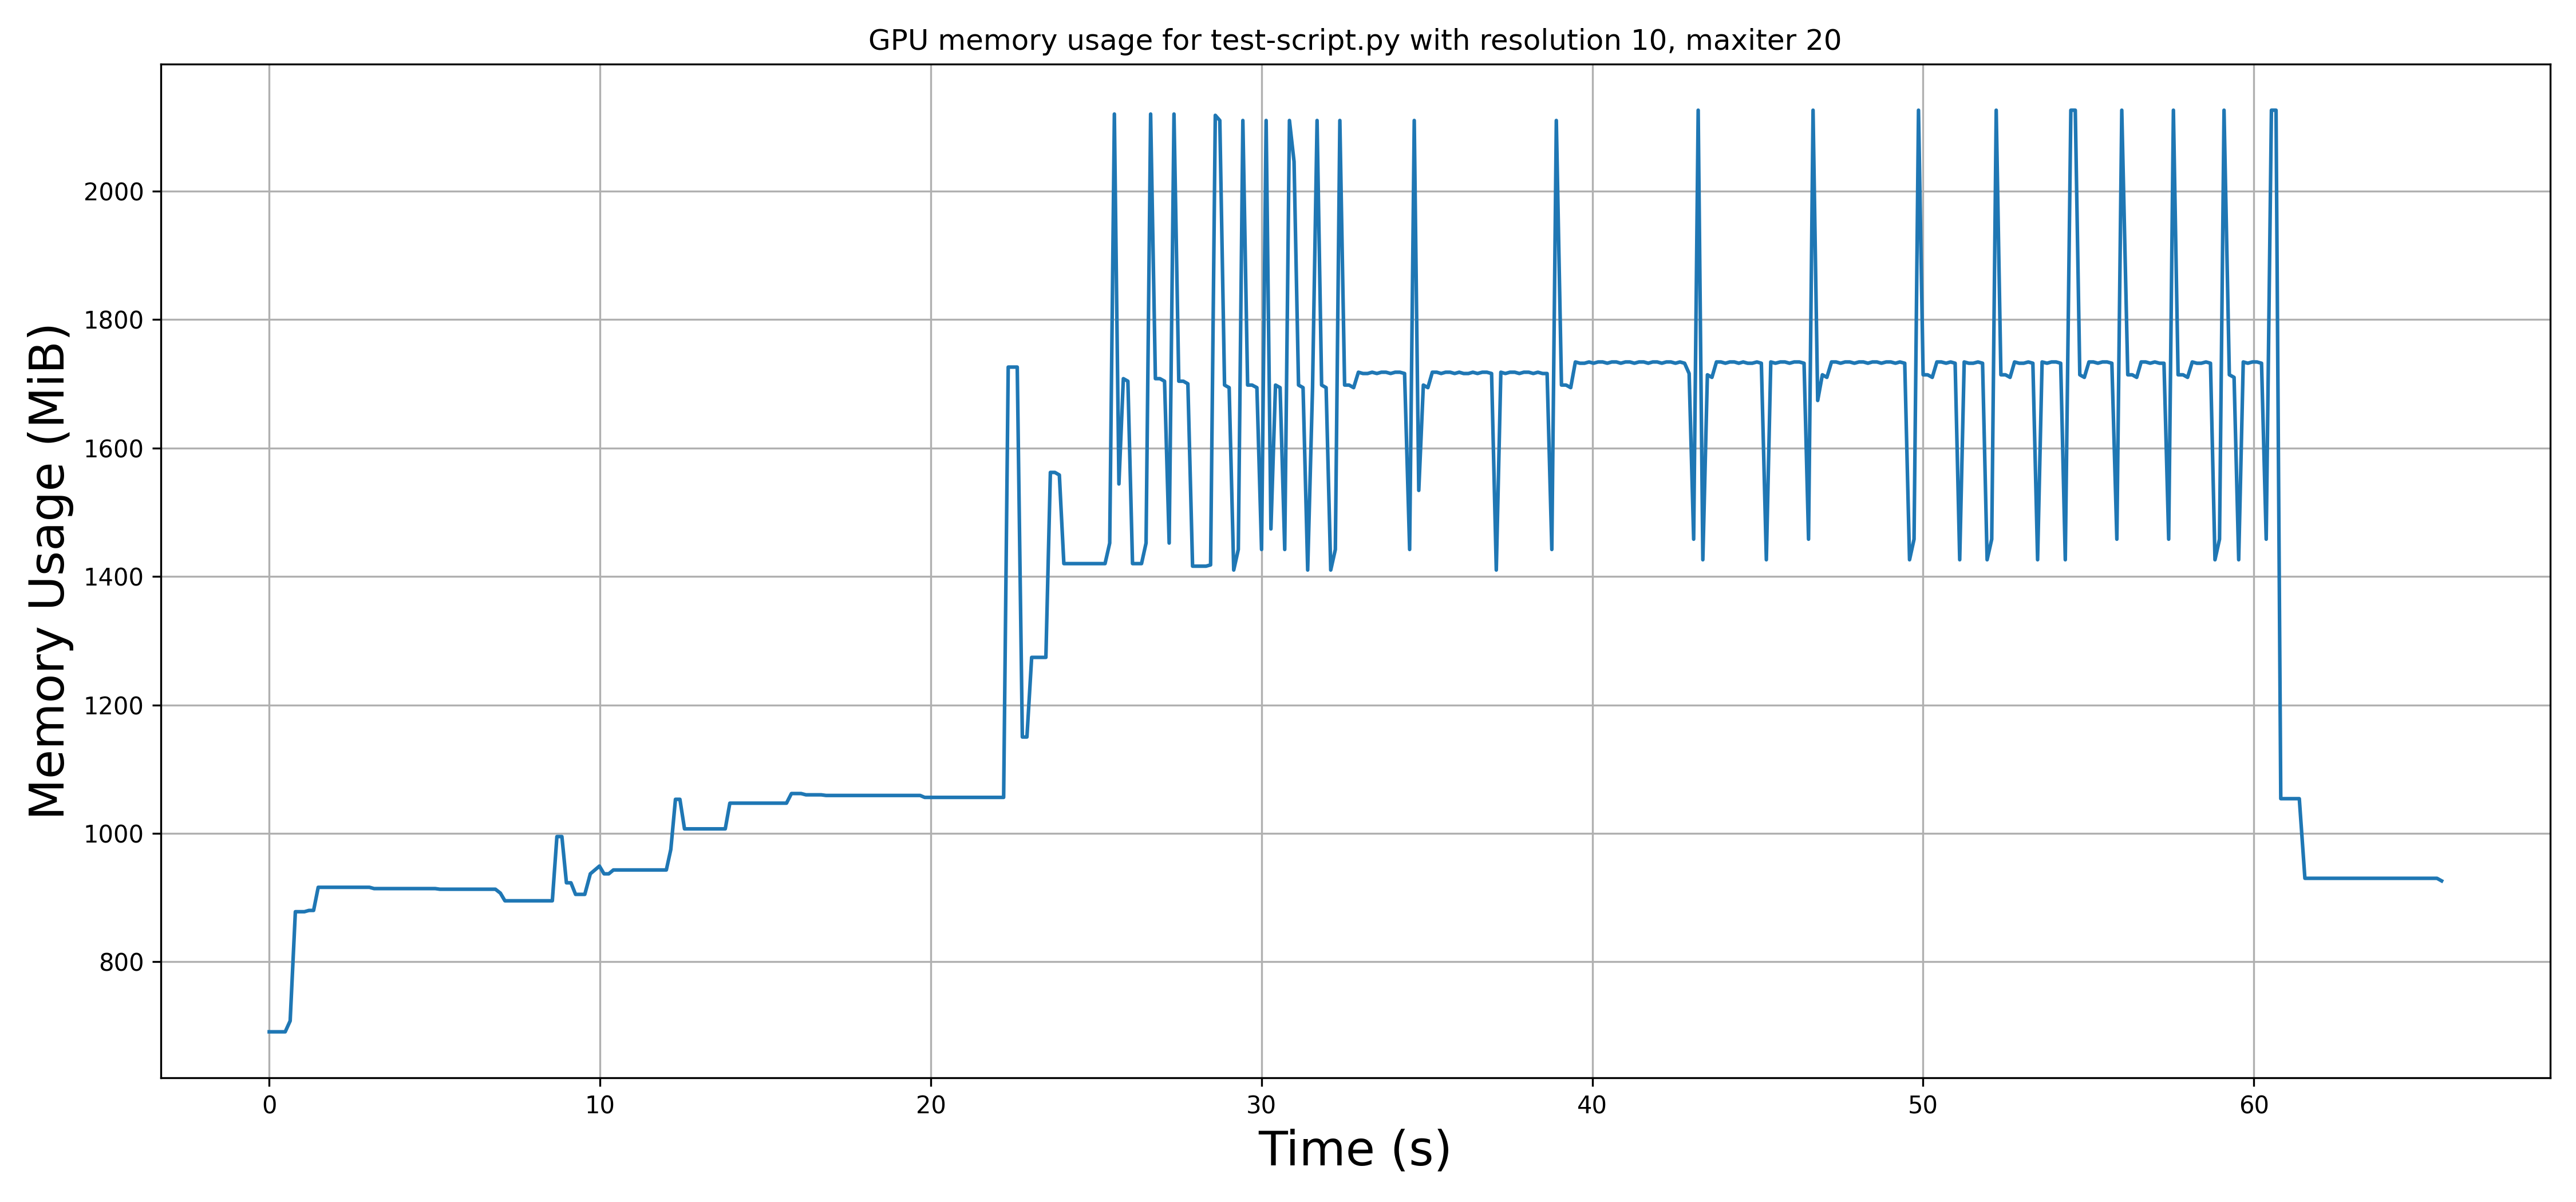 GPU memory usage for test-script.py with resolution 10, maxiter 20
Memory Usage (MiB)
2000
1800
1600
1400
1200
1000
800
0 10 20 30 40 50 60
Time (s)